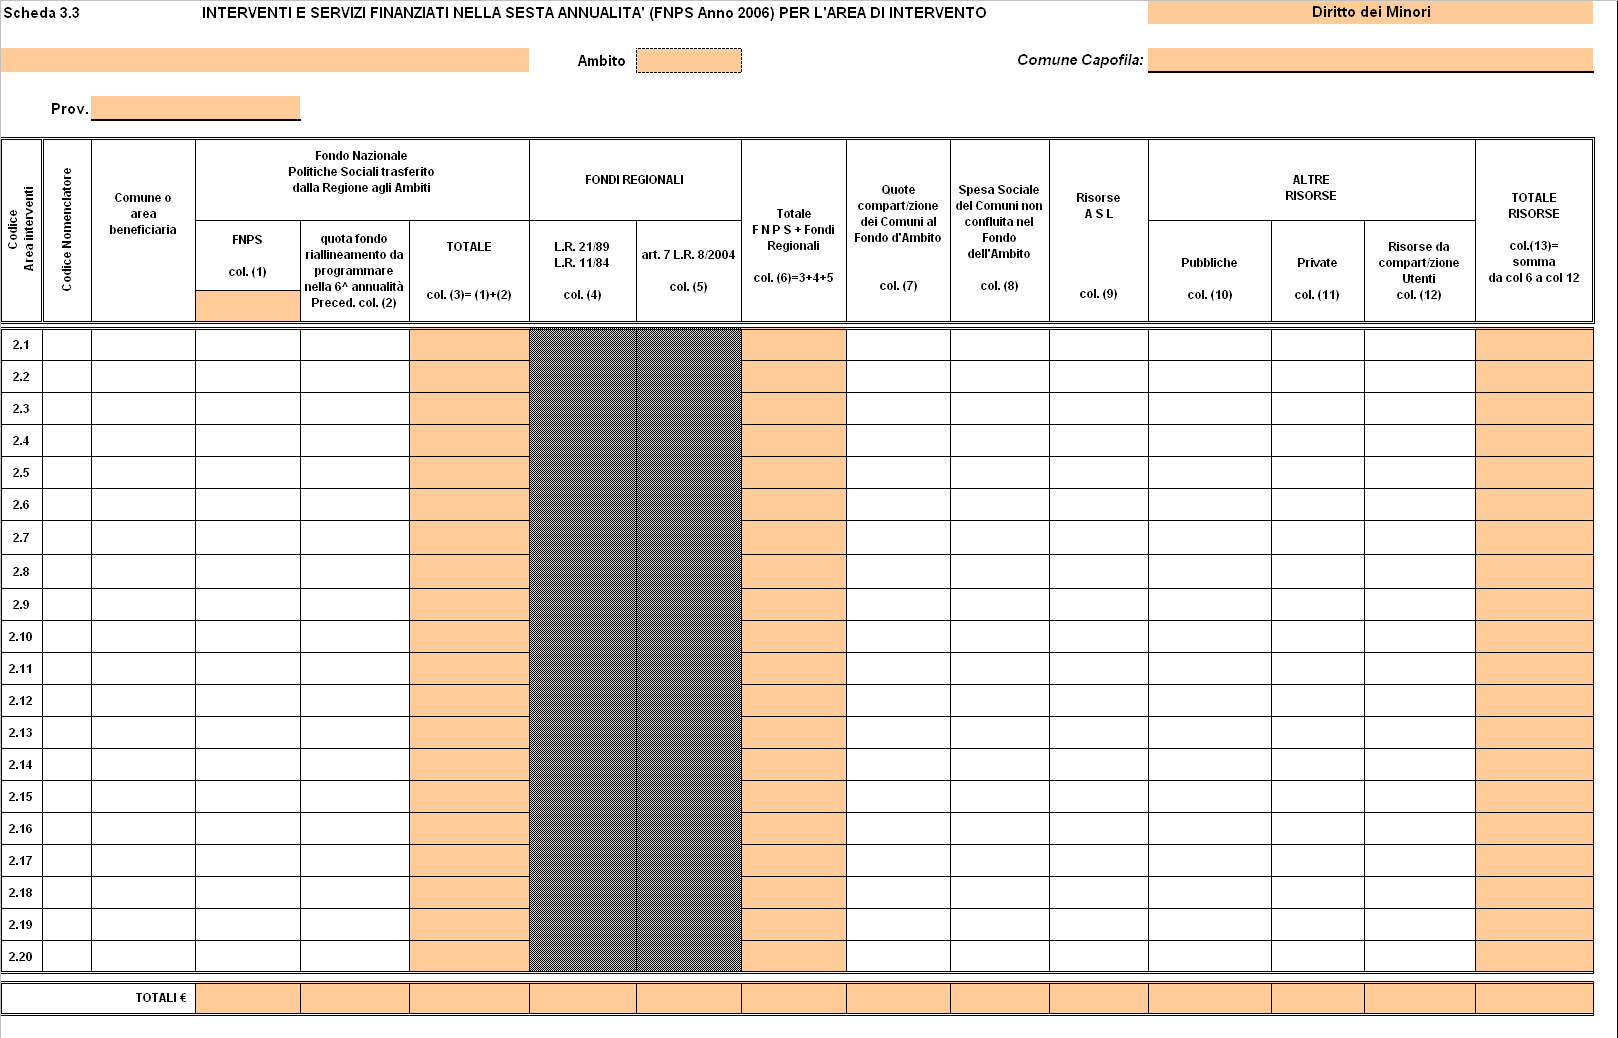 Scheda 3.3
INTERVENTI E SERVIZI FINANZIATI NELLA SESTA ANNUALITA' (FNPS Anno 2006) PER L'AREA DI INTERVENTO
Diritto dei Minori
Ambito
Comune Capofila:
Prov.
Codice
Area interventi
Codice Nomenclatore
Comune o
area
beneficiaria
Fondo Nazionale
Politiche Sociali trasferito
dalla Regione agli Ambiti
FNPS
col. (1)
quota fondo
riallineamento da
programmare
nella 6^ annualità
Preced. col. (2)
TOTALE
col. (3)= (1)+(2)
FONDI REGIONALI
L.R. 21/89
L.R. 11/84
col. (4)
art. 7 L.R. 8/2004
col. (5)
Totale
F N P S + Fondi
Regionali
col. (6)=3+4+5
Quote
compart/zione
dei Comuni al
Fondo d'Ambito
col. (7)
Spesa Sociale
del Comuni non
confluita nel
Fondo
dell'Ambito
col. (8)
Risorse
A S L
col. (9)
ALTRE
RISORSE
Pubbliche
col. (10)
Private
col. (11)
Risorse da
compart/zione
Utenti
col. (12)
TOTALE
RISORSE
col.(13)=
somma
da col 6 a col 12
2.1
2.2
2.3
2.4
2.5
2.6
2.7
2.8
2.9
2.10
2.11
2.12
2.13
2.14
2.15
2.16
2.17
2.18
2.19
2.20
TOTALI €